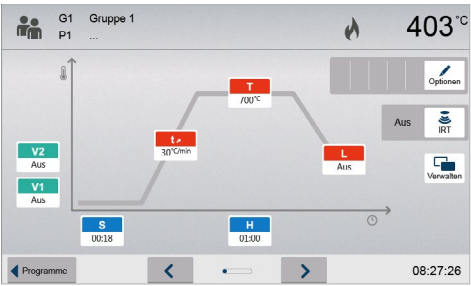 G1 Gruppe 1
P1 ...
403°C
Optionen
T
700°C
Aus
IRT
t↗
30°C/min
V2
Aus
L
Aus
Verwalten
V1
Aus
S
00:18
H
01:00
Programme
08:27:26